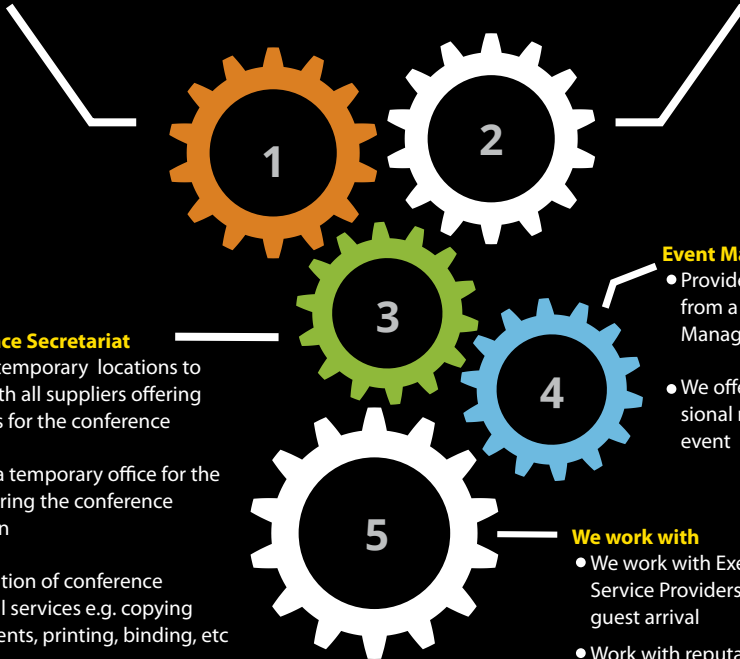 1
2
3
ce Secretariat
temporary locations to
th all suppliers offering
s for the conference
a temporary office for the
ring the conference
n
tion of conference
l services e.g. copying
ents, printing, binding, etc
4
Event Ma
• Provide
from a
Manag
• We offe
sional r
event
5
We work with
• We work with Exe
Service Providers
guest arrival
• Work with reputa